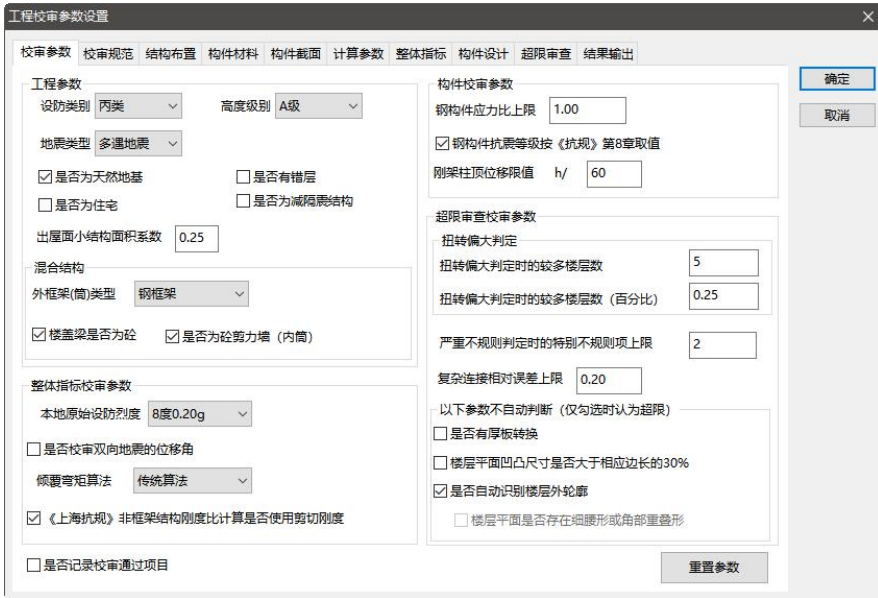 工程校审参数设置
校审参数 校审规范 结构布置 构件材料 构件截面 计算参数 整体指标 构件设计 超限审查 结果输出
确定
取消
工程参数
设防类别 丙类 高度级别 A级
地震类型 多遇地震
是否为天然地基 是否有错层
是否为住宅 是否为减隔震结构
出屋面小结构面积系数 0.25
混合结构
外框架(筒)类型 钢框架
楼盖梁是否为砼 是否为砼剪力墙（内筒）
整体指标校审参数
本地原始设防烈度 8度0.20g
是否校审双向地震的位移角
倾覆弯矩算法 传统算法
《上海抗规》非框架结构刚度比计算是否使用剪切刚度
是否记录校审通过项目
构件校审参数
钢构件应力比上限 1.00
钢构件抗震等级按《抗规》第8章取值
刚架柱顶位移限值 h/ 60
超限审查校审参数
扭转偏大判定
扭转偏大判定时的较多楼层数 5
扭转偏大判定时的较多楼层数（百分比） 0.25
严重不规则判定时的特别不规则项上限 2
复杂连接相对误差上限 0.20
以下参数不自动判断（仅勾选时认为超限）
是否有厚板转换
楼层平面凹凸尺寸是否大于相应边长的30%
是否自动识别楼层外轮廓
楼层平面是否存在细腰形或角部重叠形
重置参数